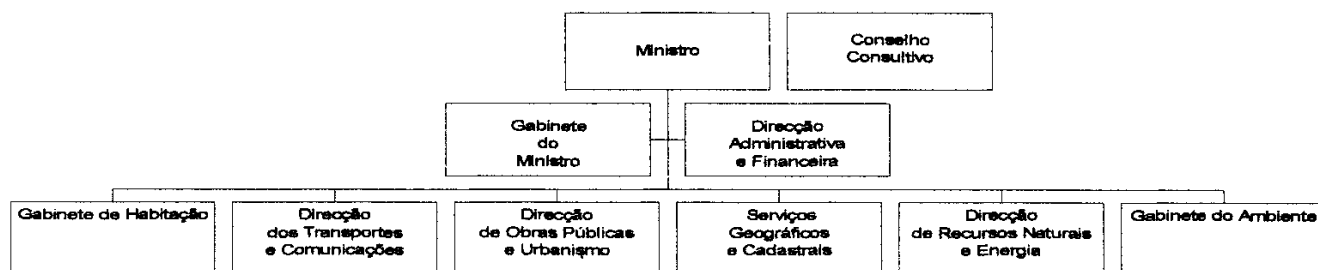 Ministro
Conselho
Consultivo
Gabinete
do
Ministro
Direcção
Administrativa
e Financeira
Gabinete de Habitação
Direcção
dos Transportes
e Comunicações
Direcção
de Obras Públicas
e Urbanismo
Serviços
Geográficos
e Cadastrais
Direcção
de Recursos Naturais
e Energia
Gabinete do Ambiente